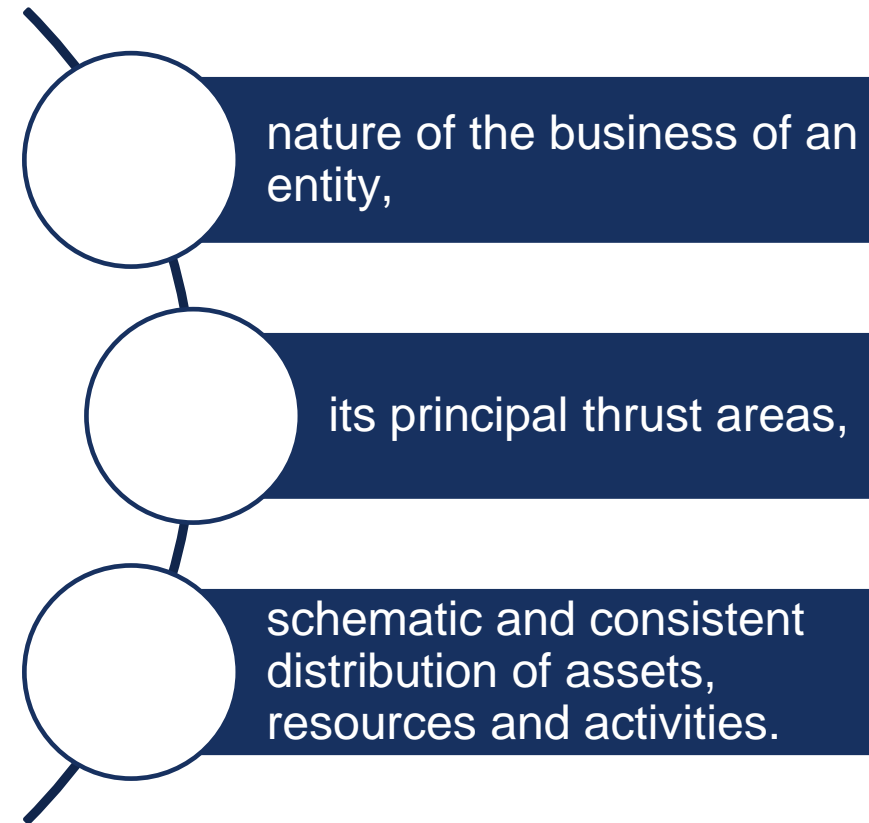 nature of the business of an
entity,
its principal thrust areas,
schematic and consistent
distribution of assets,
resources and activities.